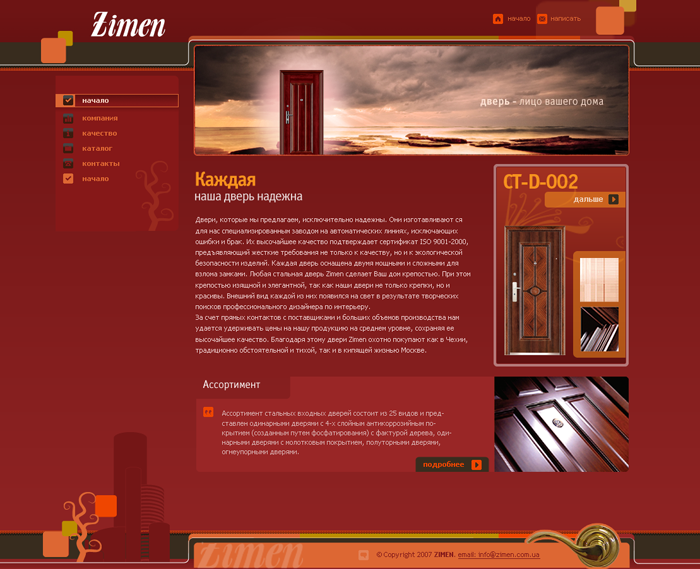 Zimen
начало
написать
начало
компания
качество
каталог
контакты
начало
дверь - лицо вашего дома
Каждая
наша дверь надежна
Двери, которые мы предлагаем, исключительно надежны. Они изготавливают ся
для нас специализированным заводом на автоматических линиях, исключающих
ошибки и брак. Их высочайшее качество подтверждает сертификат ISO 9001-2000,
предъявляющий жесткие требования не только к качеству, но и к экологической
безопасности изделий. Каждая дверь оснащена двумя мощными и сложными для
взлома замками. Любая стальная дверь Zimen сделает Ваш дом крепостью. При этом
крепостью изящной и элегантной, так как наши двери не только крепки, но и
красивы. Внешний вид каждой из них появился на свет в результате творческих
поисков профессионального дизайнера по интерьеру.
За счет прямых контактов с поставщиками и больших объемов производства нам
удается удерживать цены на нашу продукцию на среднем уровне, сохраняя ее
высочайшее качество. Благодаря этому двери Zimen охотно покупают как в Чехии,
традиционно обстоятельной и тихой, так и в кипящей жизнью Москве.
CT-D-002
дальше
Ассортимент
Ассортимент стальных входных дверей состоит из 25 видов и пред-
ставлен одинарными дверями с 4-х слойным антикоррозийным по-
крытием (созданным путем фосфатирования) с фактурой дерева, оди-
нарными дверями с молотковым покрытием, полуторными дверями,
огнеупорными дверями.
подробнее
Zimen
© Copyright 2007 ZIMEN. email: info@zimen.com.ua